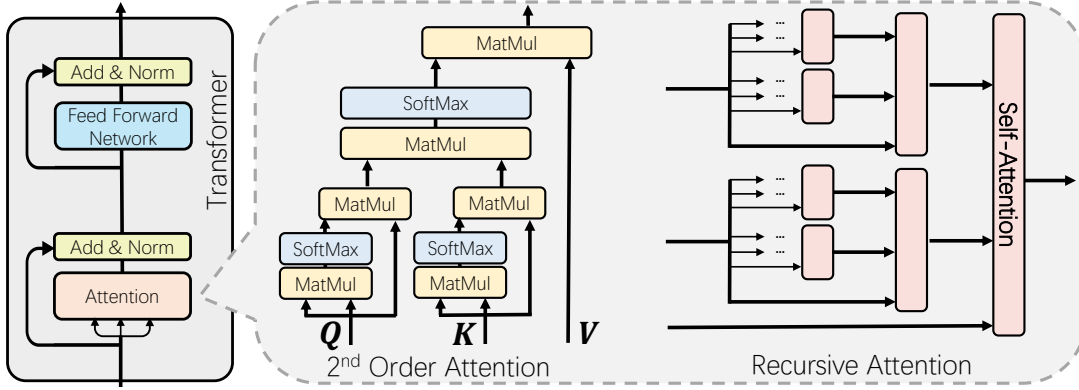 Add & Norm
Feed Forward
Network
Add & Norm
Attention
Transformer
MatMul
SoftMax
MatMul
MatMul
MatMul
SoftMax
SoftMax
MatMul
MatMul
Q
K
V
2nd Order Attention
...
...
...
...
...
...
...
...
Self-Attention
Recursive Attention